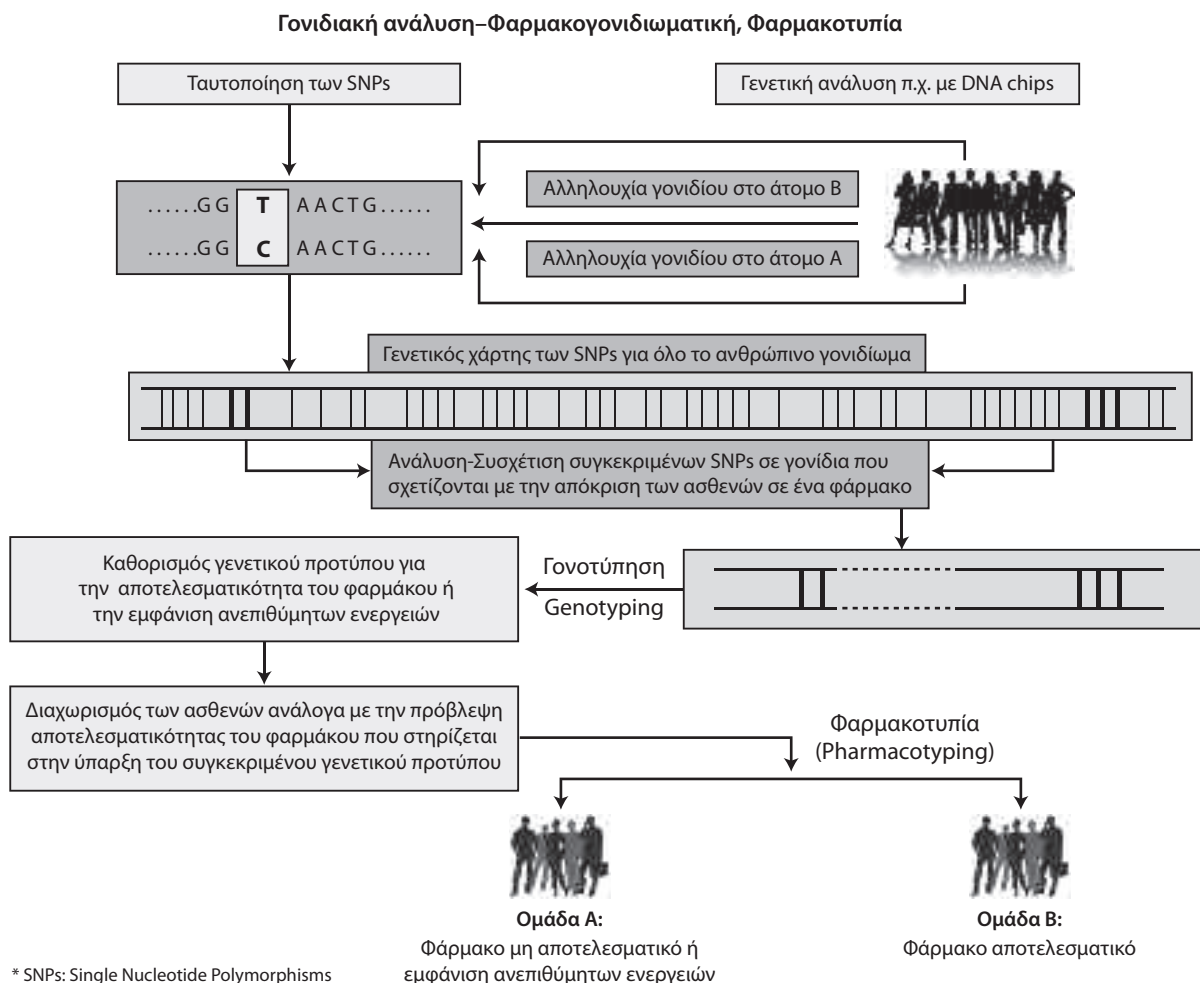 Γονιδιακή ανάλυση–Φαρμακογονιδιωματική, Φαρμακοτυπία
Ταυτοποίηση των SNPs
Γενετική ανάλυση π.χ. με DNA chips
......G G T A A C T G......
......G G C A A C T G......
Αλληλουχία γονιδίου στο άτομο Β
Αλληλουχία γονιδίου στο άτομο Α
Γενετικός χάρτης των SNPs για όλο το ανθρώπινο γονιδίωμα
Ανάλυση-Συσχέτιση συγκεκριμένων SNPs σε γονίδια που
σχετίζονται με την απόκριση των ασθενών σε ένα φάρμακο
Καθορισμός γενετικού προτύπου για
την αποτελεσματικότητα του φαρμάκου ή
την εμφάνιση ανεπιθύμητων ενεργειών
Γονοτύπηση
Genotyping
Διαχωρισμός των ασθενών ανάλογα με την πρόβλεψη
αποτελεσματικότητας του φαρμάκου που στηρίζεται
στην ύπαρξη του συγκεκριμένου γενετικού προτύπου
Φαρμακοτυπία
(Pharmacotyping)
Ομάδα Α:
Φάρμακο μη αποτελεσματικό ή
εμφάνιση ανεπιθύμητων ενεργειών
Ομάδα Β:
Φάρμακο αποτελεσματικό
* SNPs: Single Nucleotide Polymorphisms